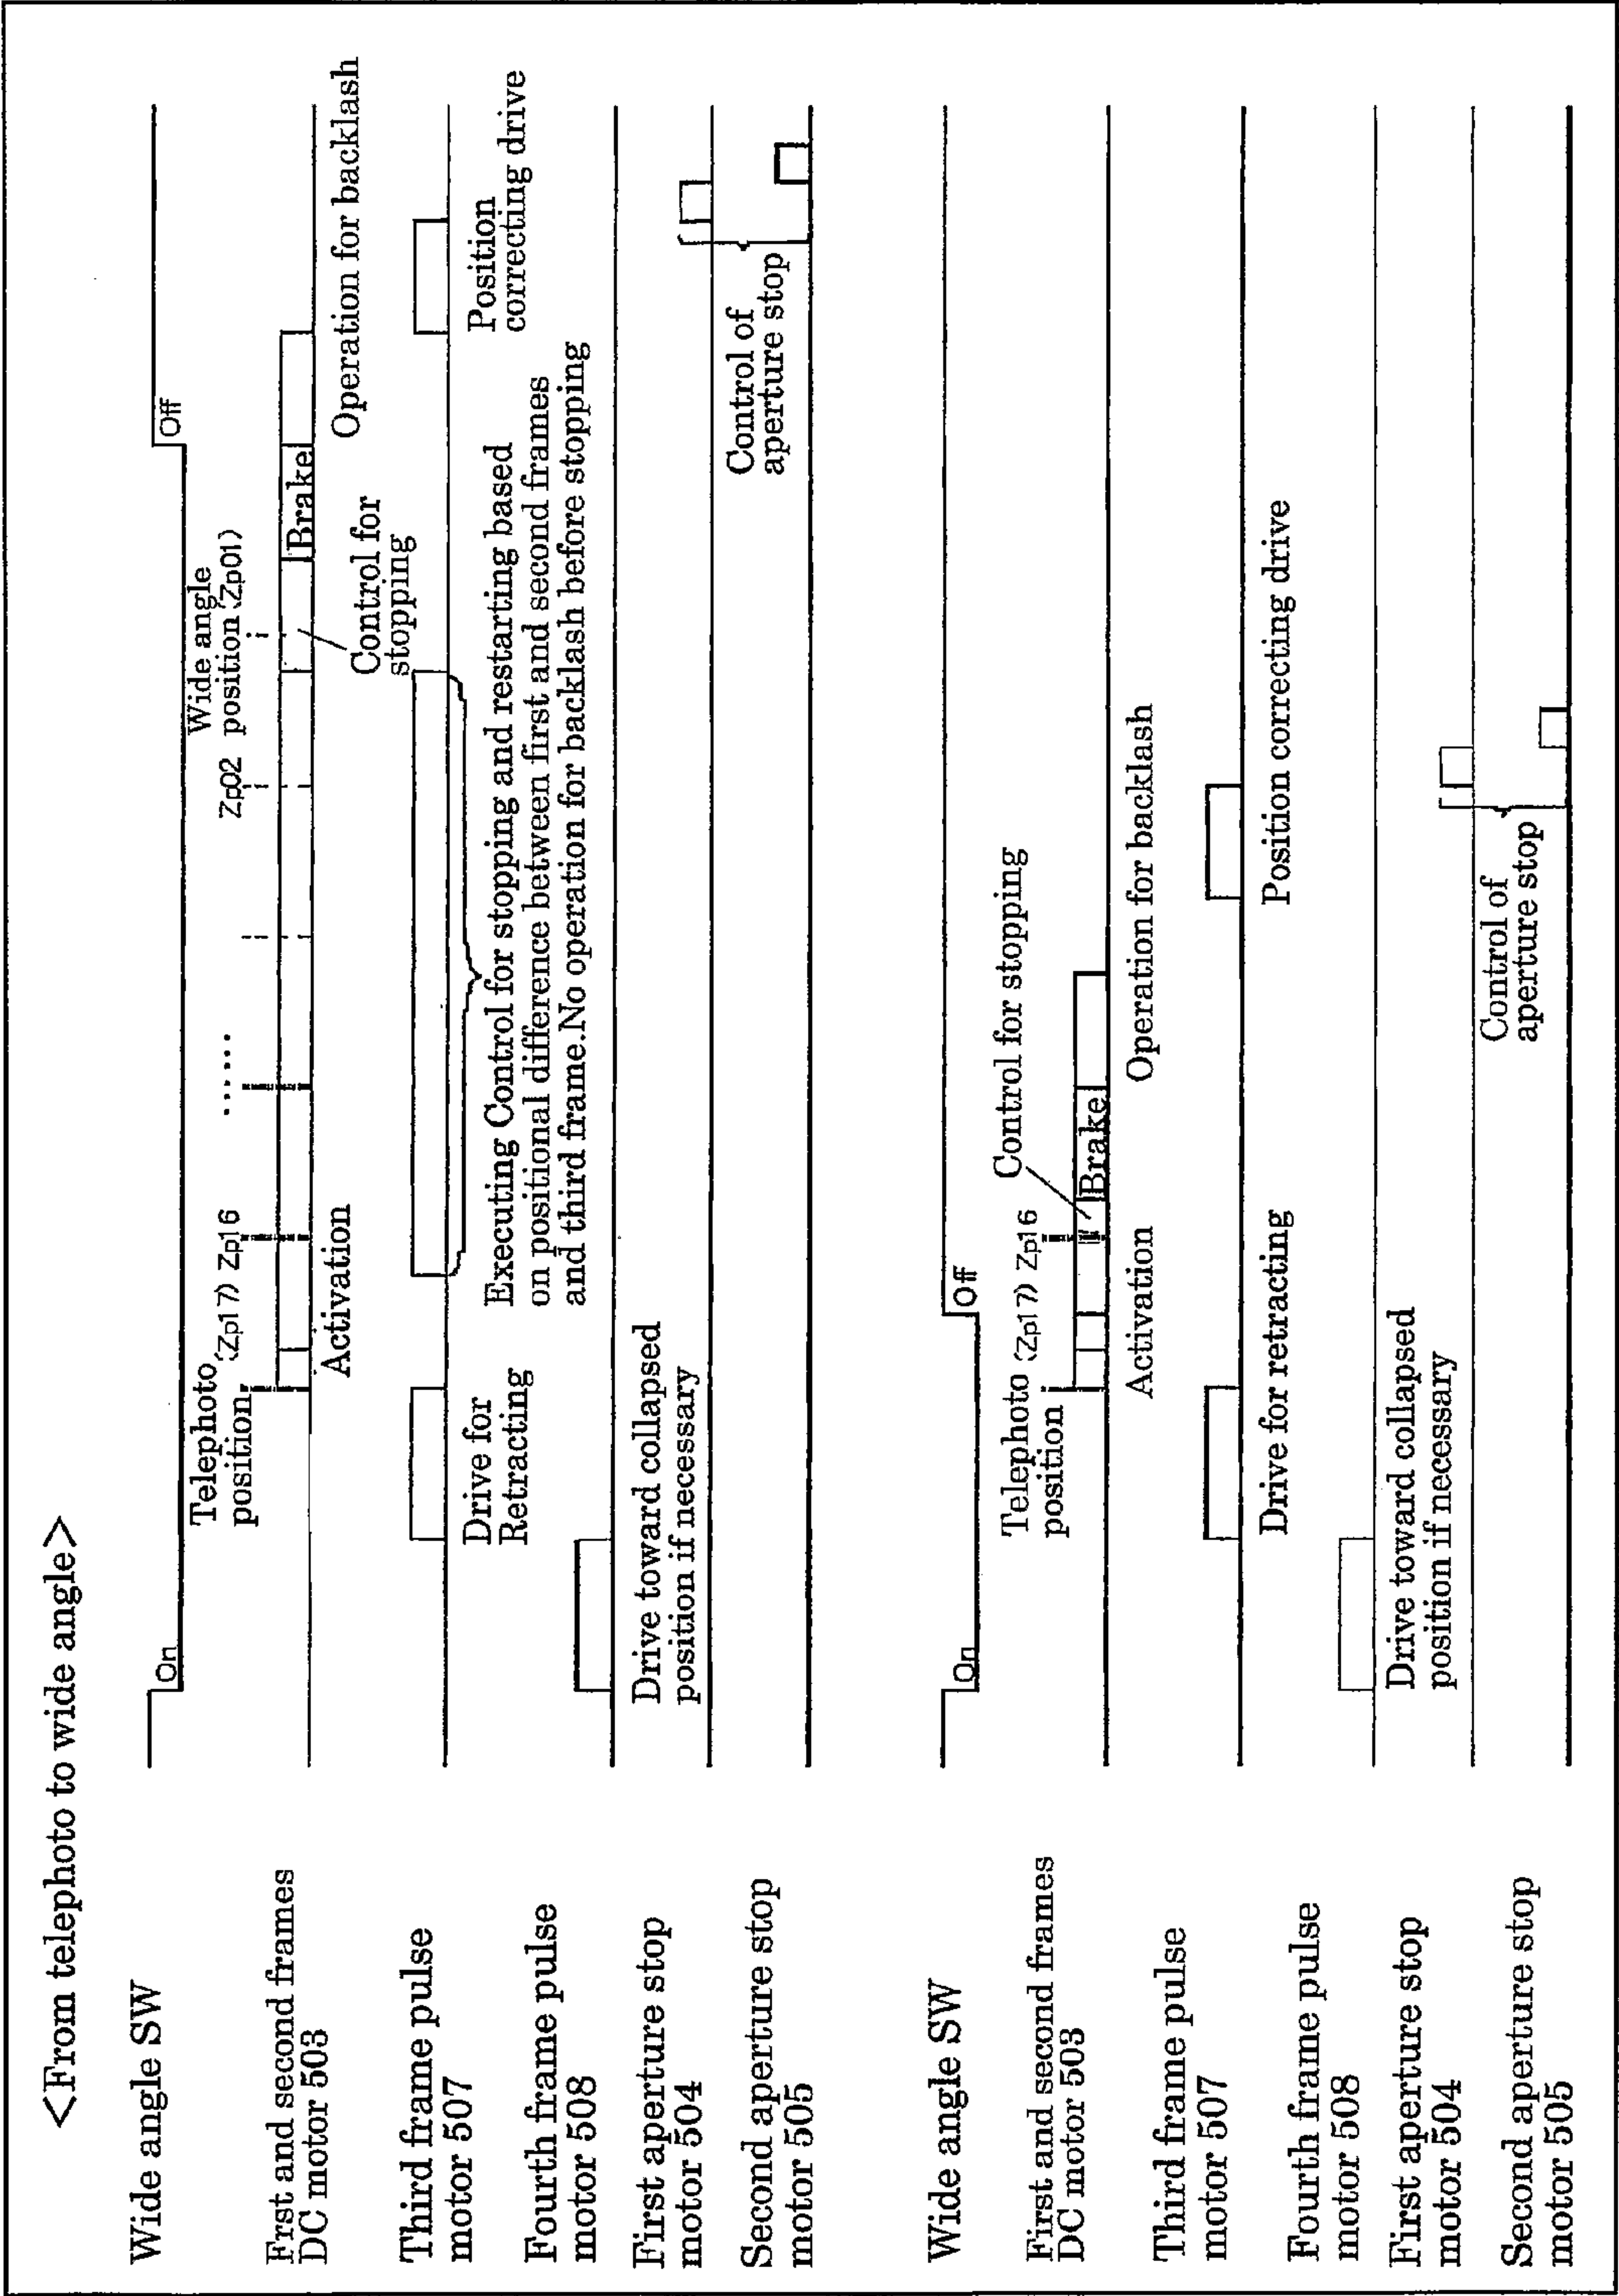 <From telephoto to wide angle>
Wide angle SW
On
Off
Telephoto
position
(Zp17)
Zp16
......
Zp02
Wide angle
position (Zp01)
Frst and second frames
DC motor 503
Activation
Brake
Control for
stopping
Operation for backlash
Third frame pulse
motor 507
Drive for
Retracting
Executing Control for stopping and restarting based
on positional difference between first and second frames
and third frame.No operation for backlash before stopping
Position
correcting drive
Fourth frame pulse
motor 508
Drive toward collapsed
position if necessary
First aperture stop
motor 504
Control of
aperture stop
Second aperture stop
motor 505
Wide angle SW
On
Off
Telephoto
position
(Zp17)
Zp16
Control for stopping
First and second frames
DC motor 503
Activation
Brake
Operation for backlash
Third frame pulse
motor 507
Drive for retracting
Position correcting drive
Fourth frame pulse
motor 508
Drive toward collapsed
position if necessary
First aperture stop
motor 504
Control of
aperture stop
Second aperture stop
motor 505